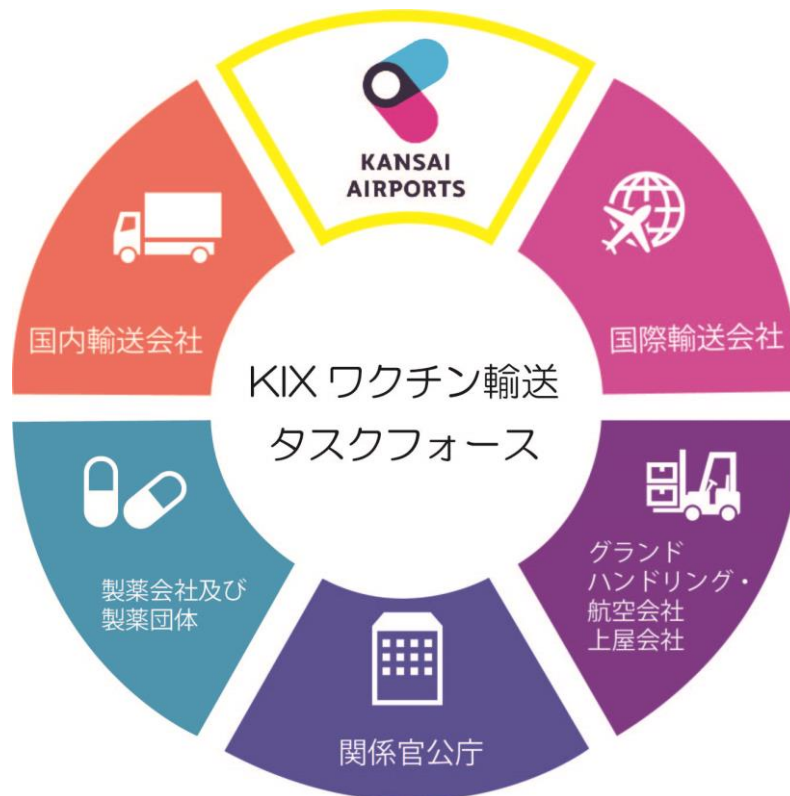 KANSAI
AIRPORTS
国内輸送会社
国際輸送会社
KIX ワクチン輸送
タスクフォース
製薬会社及び
製薬団体
グランド
ハンドリング・
航空会社
上屋会社
関係官公庁